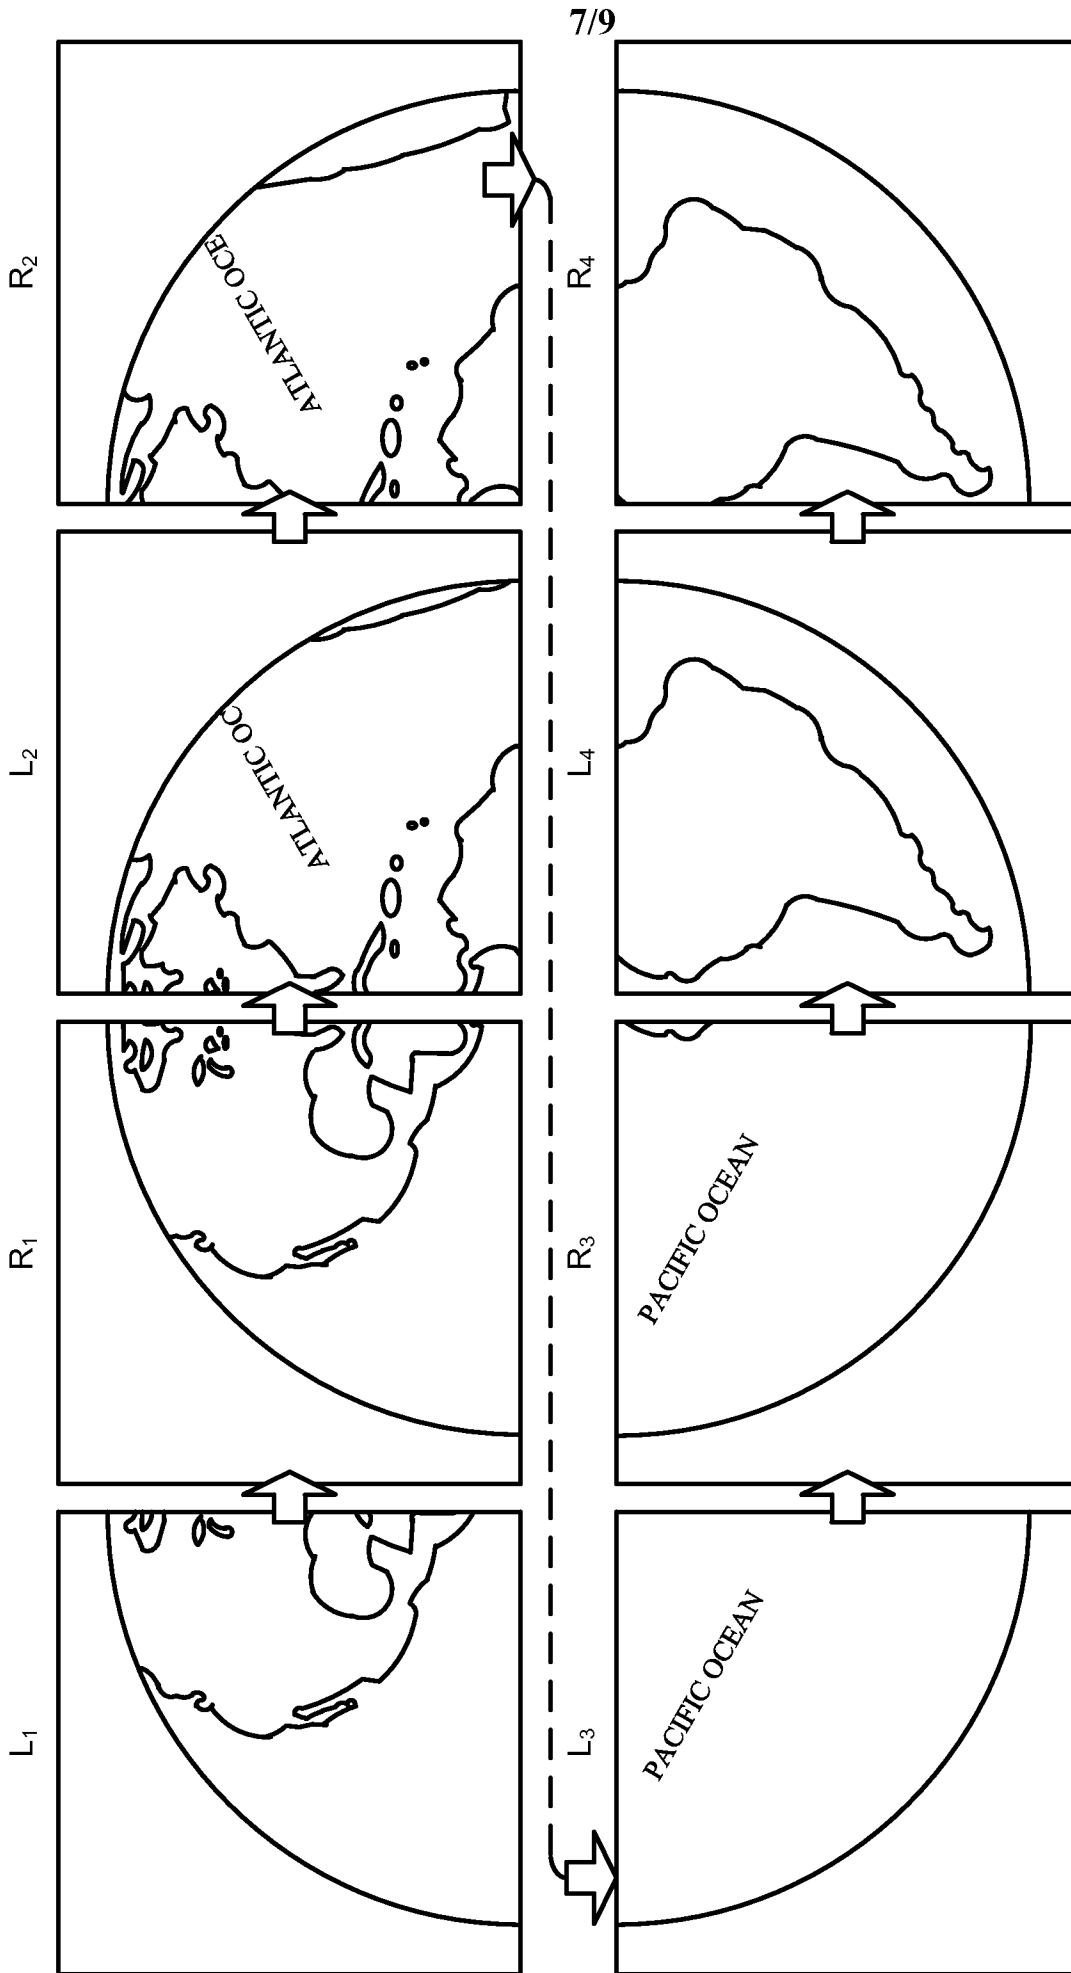 7/9
L1
R1
L2
R2
ATLANTIC OC
ATLANTIC OCE
L3
R3
L4
R4
PACIFIC OCEAN
PACIFIC OCEAN